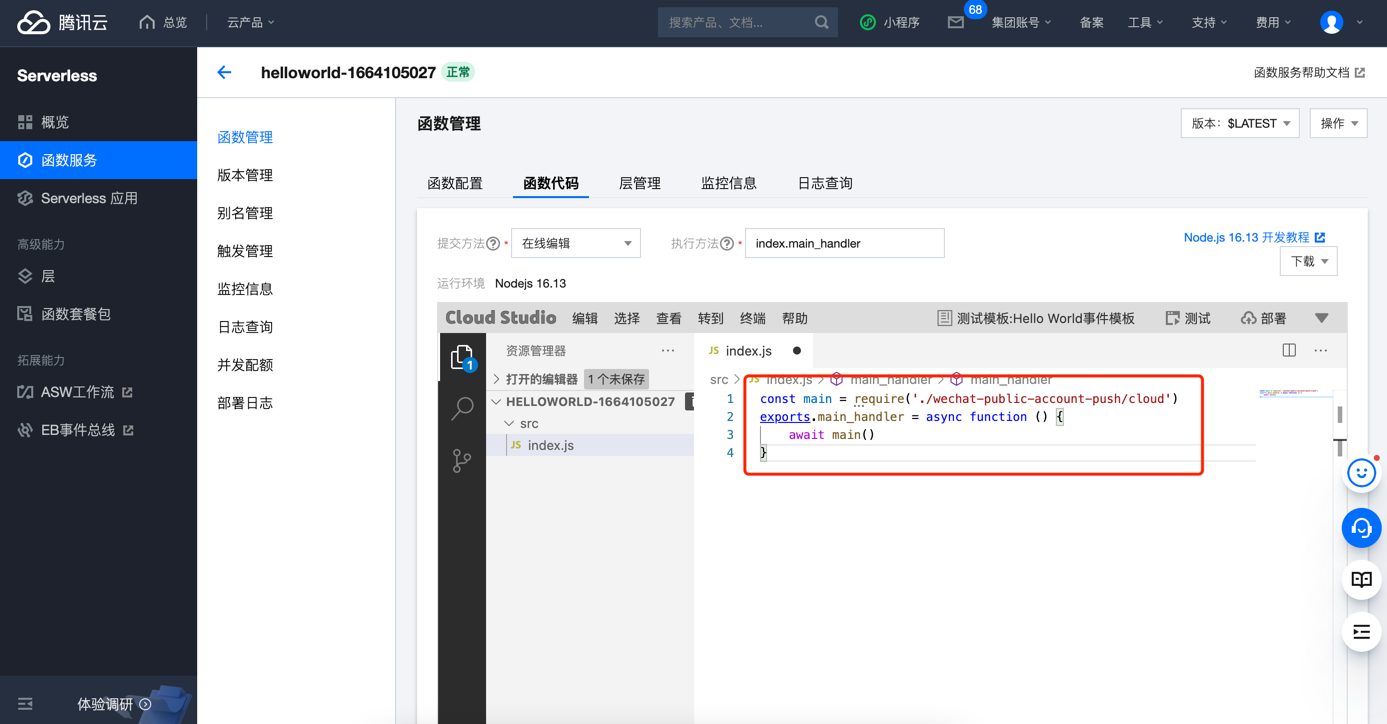 腾讯云 总览 云产品 搜索产品、文档... 小程序 68 集团账号 备案 工具 支持 费用
Serverless
helloworld-1664105027 正常 函数服务帮助文档
概览
函数服务
Serverless 应用
高级能力
层
函数套餐包
拓展能力
ASW工作流
EB事件总线
体验调研
函数管理
版本管理
别名管理
触发管理
监控信息
日志查询
并发配额
部署日志
函数管理 版本：$LATEST 操作
函数配置 函数代码 层管理 监控信息 日志查询
提交方法 * 在线编辑 执行方法 * index.main_handler Node.js 16.13 开发教程
下载
运行环境 Nodejs 16.13
Cloud Studio 编辑 选择 查看 转到 终端 帮助 测试模板:Hello World事件模板 测试 部署
1 资源管理器 ··· JS index.js ● ···
打开的编辑器 1 个未保存 src > JS index.js > main_handler > main_handler
HELLOWORLD-1664105027
src
JS index.js
1 const main = require('./wechat-public-account-push/cloud')
2 exports.main_handler = async function () {
3 await main()
4 }